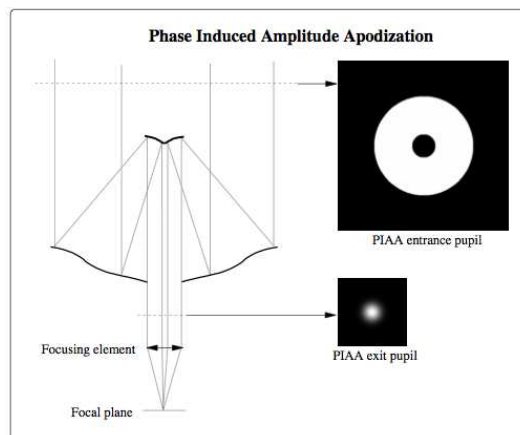 Phase Induced Amplitude Apodization
PIAA entrance pupil
Focusing element
PIAA exit pupil
Focal plane